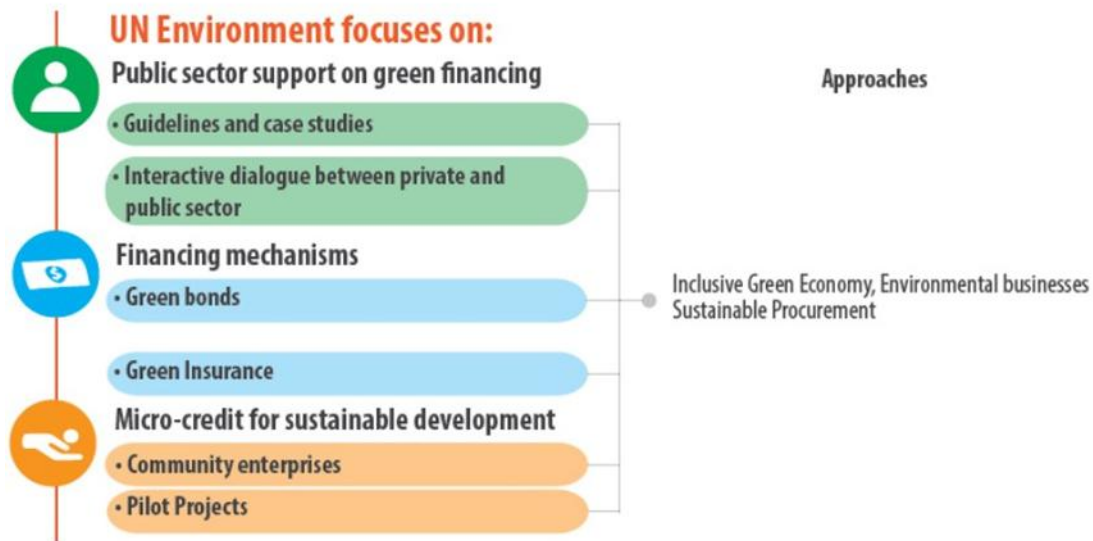 UN Environment focuses on:
Public sector support on green financing
Approaches
• Guidelines and case studies
• Interactive dialogue between private and
public sector
Financing mechanisms
• Green bonds
Inclusive Green Economy, Environmental businesses
Sustainable Procurement
• Green Insurance
Micro-credit for sustainable development
• Community enterprises
• Pilot Projects